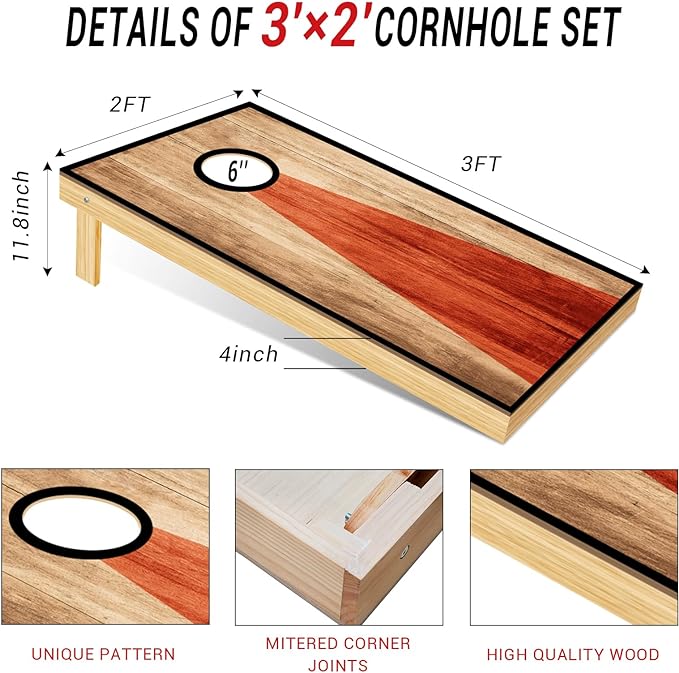 DETAILS OF 3'×2' CORNHOLE SET
2FT
6"
3FT
11.8inch
4inch
UNIQUE PATTERN
MITERED CORNER
JOINTS
HIGH QUALITY WOOD